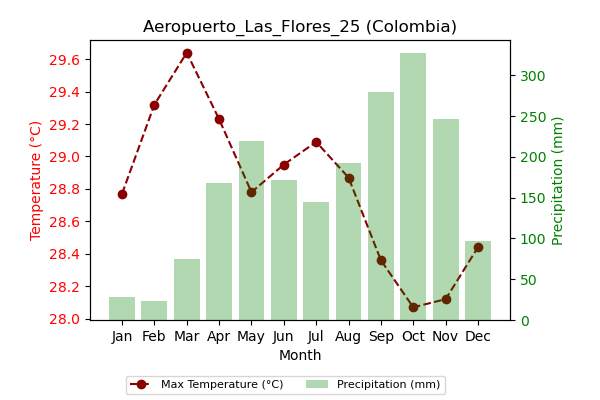 Aeropuerto_Las_Flores_25 (Colombia)
29.6
29.4
29.2
29.0
28.8
28.6
28.4
28.2
28.0
Temperature (°C)
300
250
200
150
100
50
0
Precipitation (mm)
Jan Feb Mar Apr May Jun Jul Aug Sep Oct Nov Dec
Month
Max Temperature (°C) Precipitation (mm)